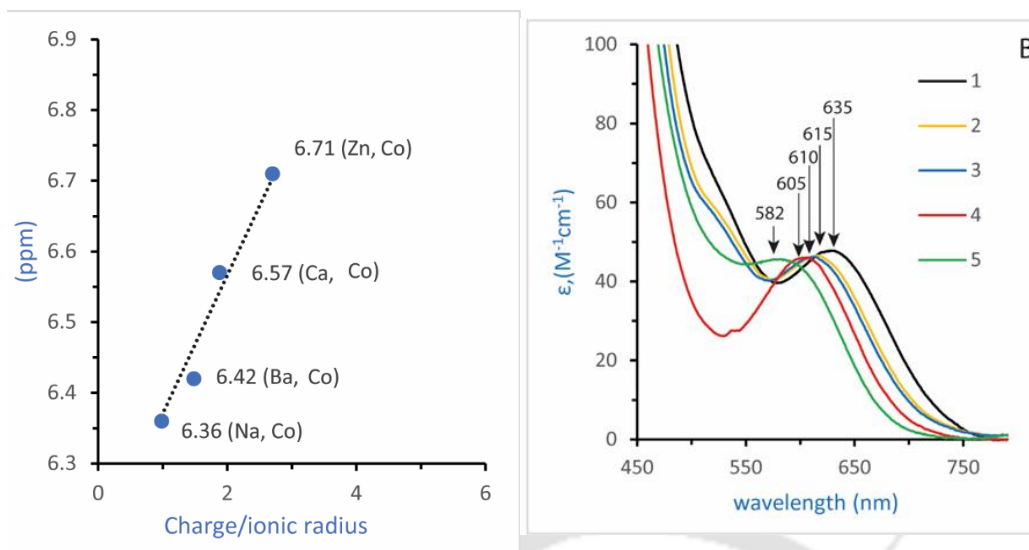 6.9
6.8
6.7
6.6
6.5
6.4
6.3
(ppm)
6.71 (Zn, Co)
6.57 (Ca, Co)
6.42 (Ba, Co)
6.36 (Na, Co)
0 2 4 6
Charge/ionic radius
B
100
80
60
40
20
0
ε,(M⁻¹cm⁻¹)
635
615
610
605
582
1
2
3
4
5
450 550 650 750
wavelength (nm)